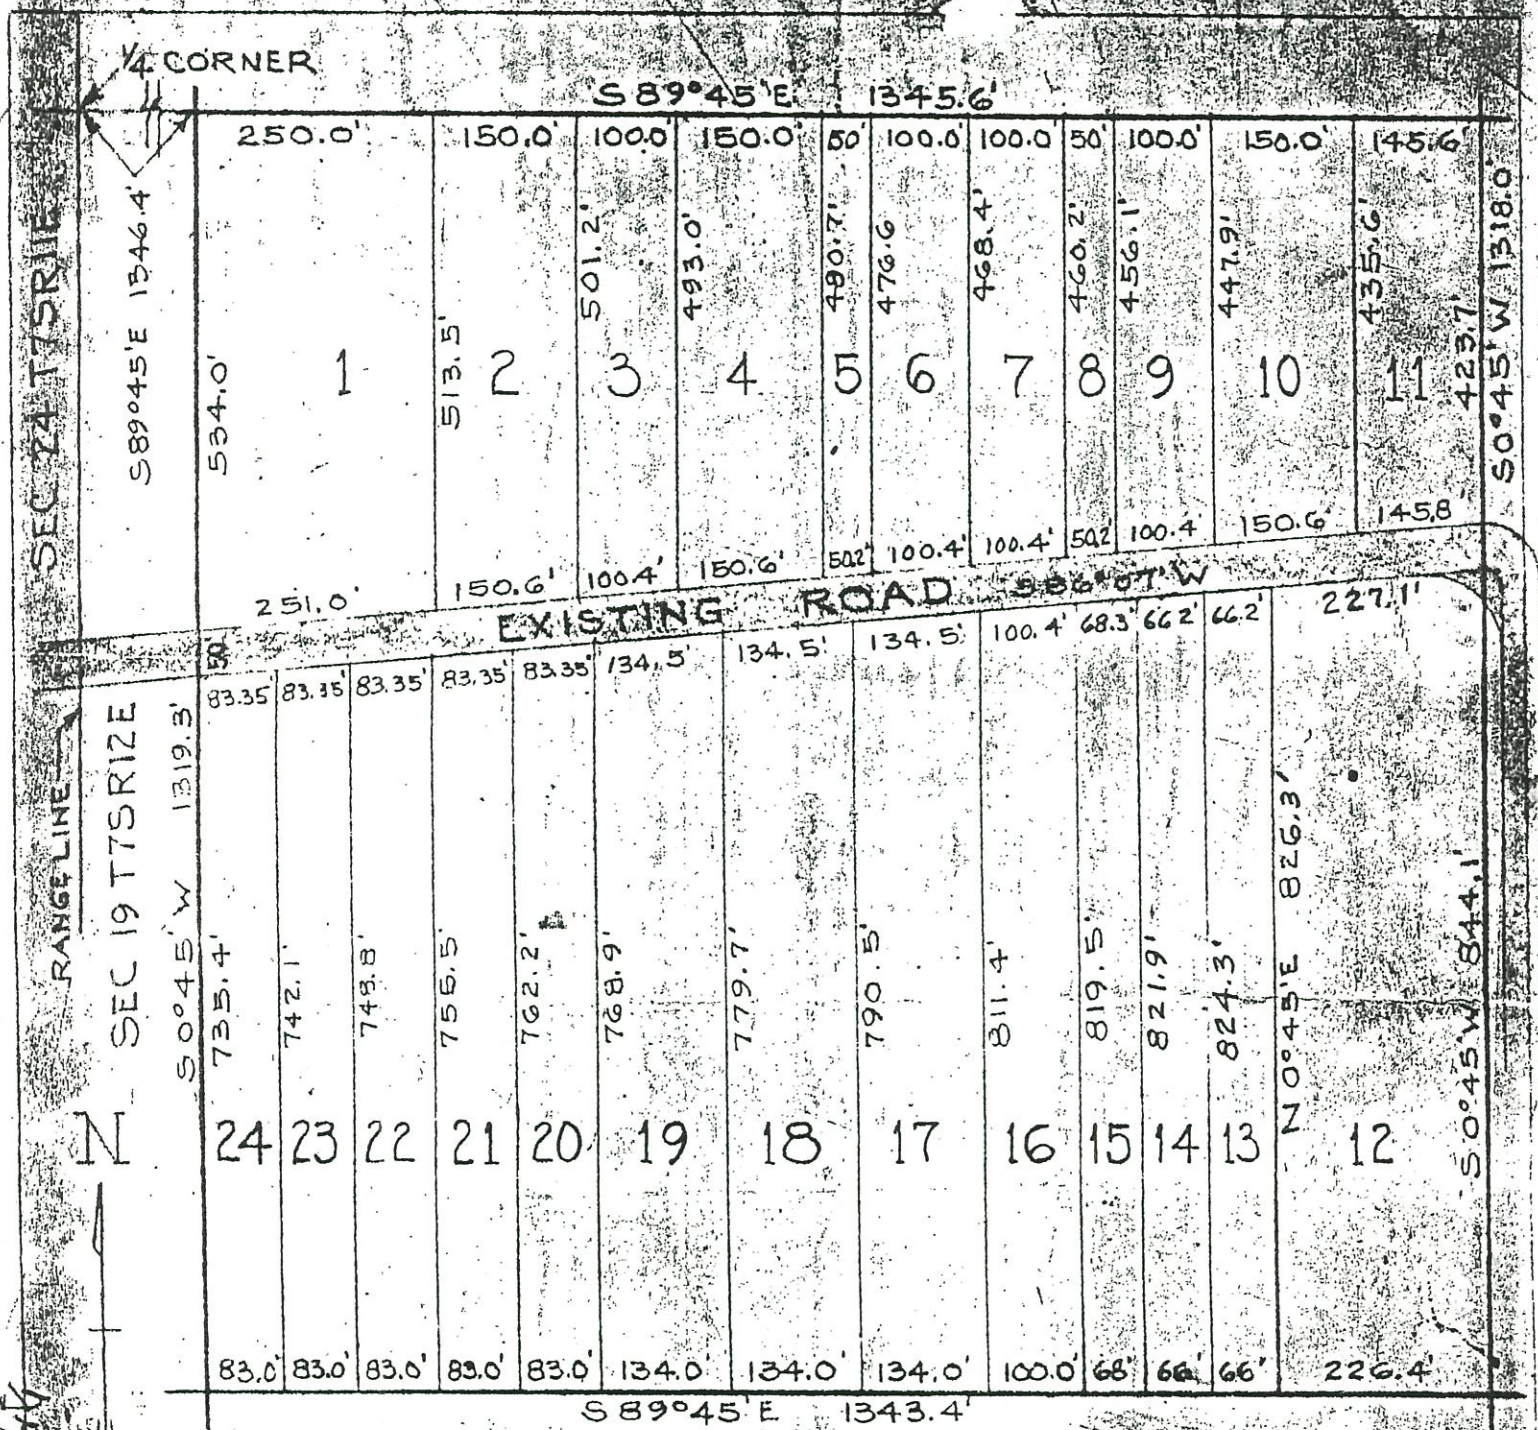 ¼ CORNER
S 89°45'E 1345.6'
250.0' 150.0' 100.0' 150.0' 50' 100.0' 100.0' 50' 100.0' 150.0' 145.6'
SEC 24 T7SR1E
S89°45'E 1346.4'
534.0' 513.5' 501.2' 493.0' 480.7' 476.6 468.4' 460.2' 456.1' 447.9' 435.6' 423.7'
S0°45'W 1318.0'
1 2 3 4 5 6 7 8 9 10 11
251.0' 150.6' 100.4' 150.6' 50.2' 100.4' 100.4' 50.2' 100.4' 150.6' 145.8'
EXISTING ROAD S86°07'W
50'
83.35 83.35' 83.35' 83.35' 83.35' 134.5' 134.5' 134.5' 100.4' 68.3' 66.2' 66.2' 227.1'
RANGE LINE
SEC 19 T7SR12E
S0°45'W 1319.3'
735.4' 742.1' 748.8' 755.5' 762.2' 768.9' 779.7' 790.5' 811.4' 819.5' 821.9' 824.3'
N0°45'E 826.3'
S0°45'W 844.1'
N
24 23 22 21 20 19 18 17 16 15 14 13 12
83.0' 83.0' 83.0' 83.0' 83.0' 134.0' 134.0' 134.0' 100.0' 68' 66' 66' 226.4'
S 89°45'E 1343.4'